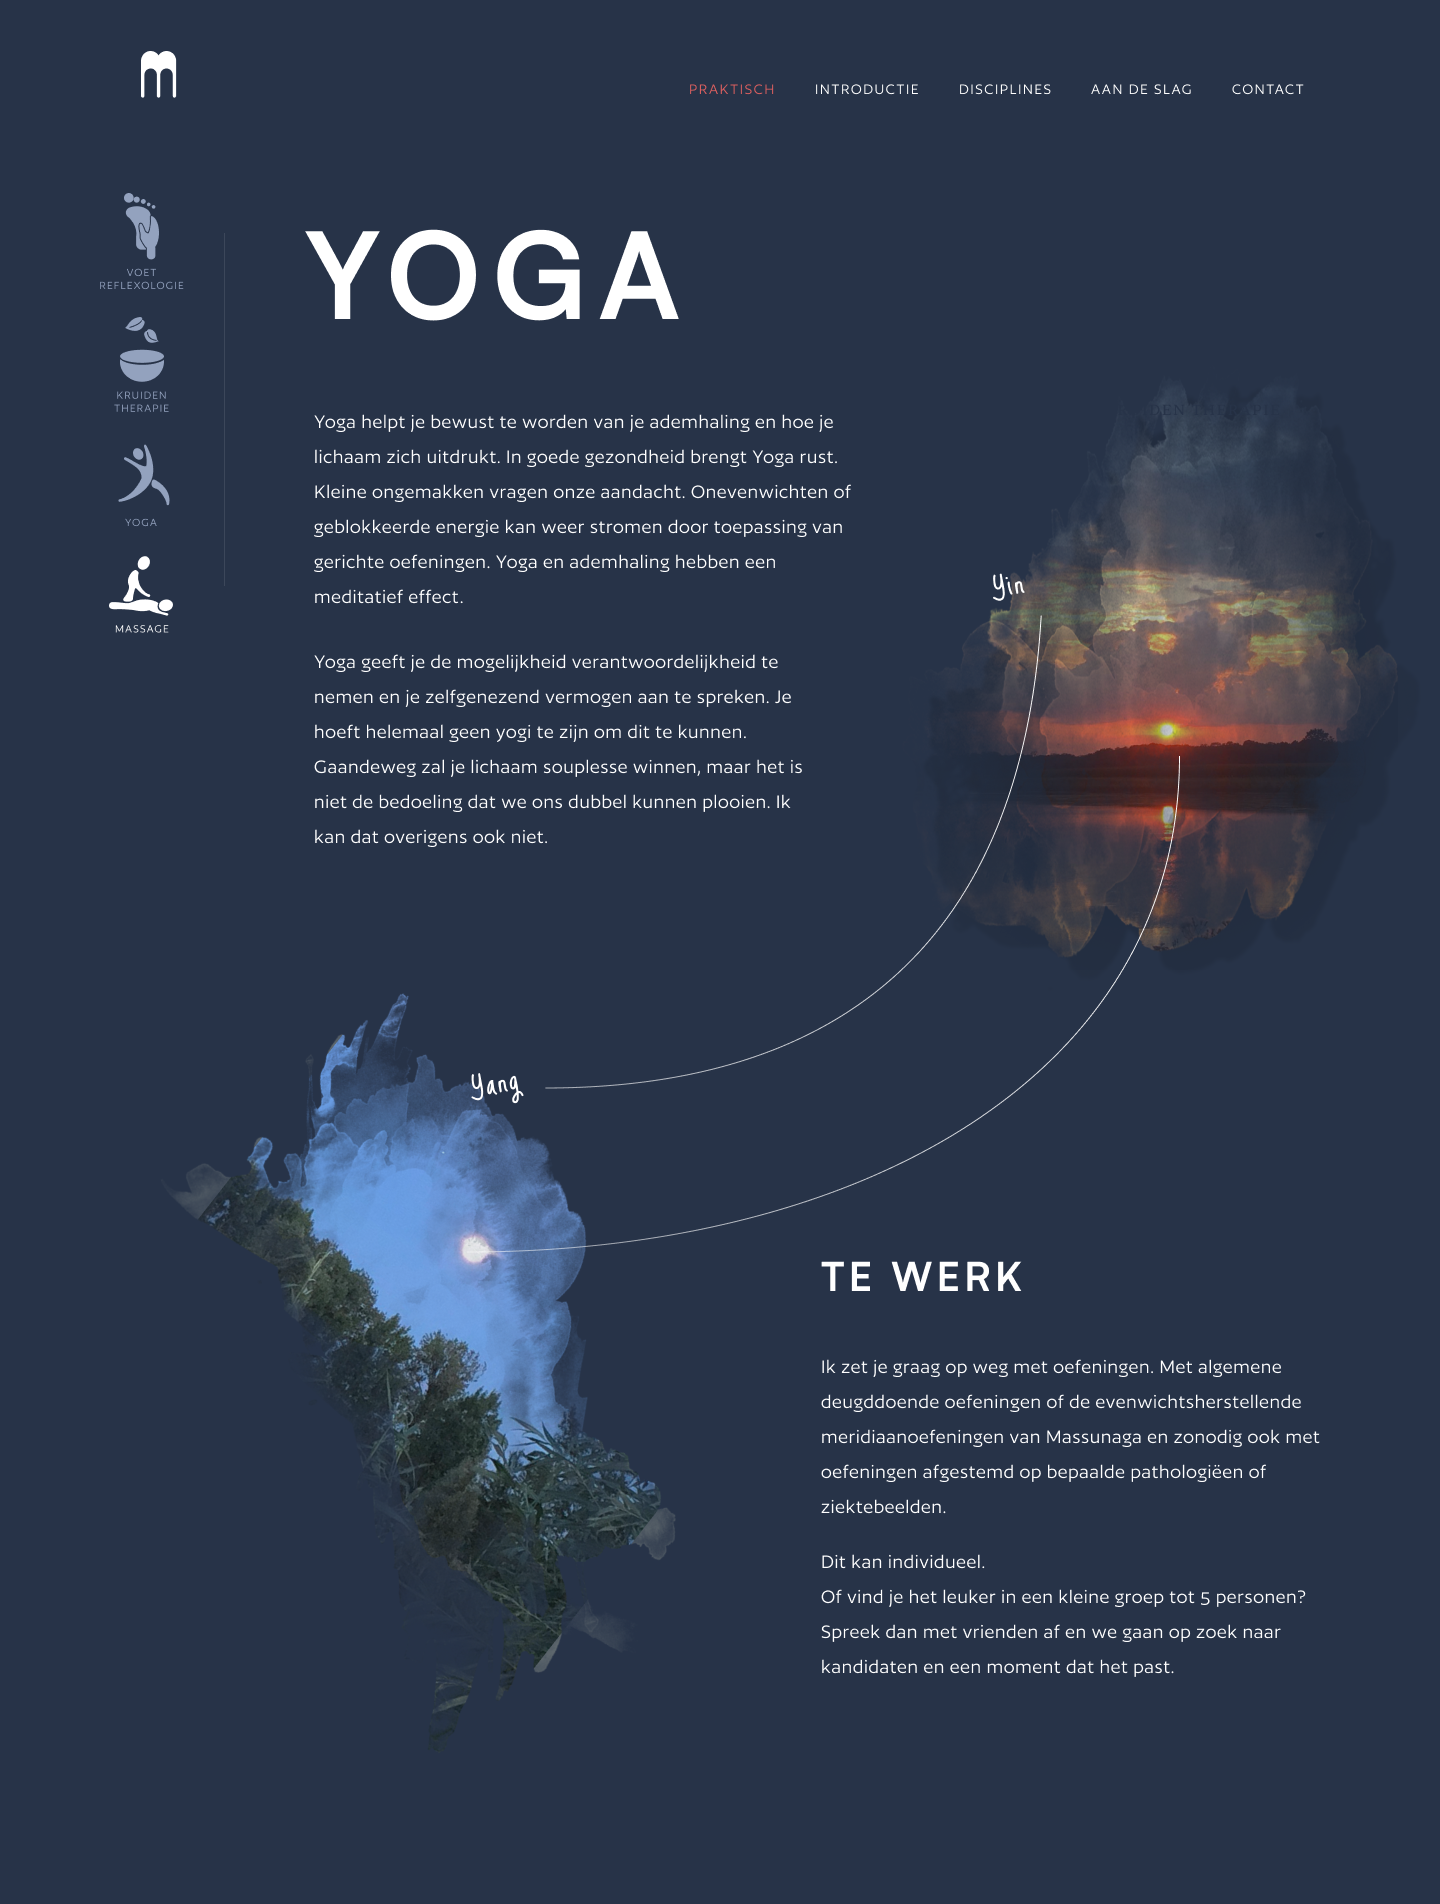 m
PRAKTISCH INTRODUCTIE DISCIPLINES AAN DE SLAG CONTACT
VOET
REFLEXOLOGIE
KRUIDEN
THERAPIE
YOGA
MASSAGE
YOGA
Yoga helpt je bewust te worden van je ademhaling en hoe je
lichaam zich uitdrukt. In goede gezondheid brengt Yoga rust.
Kleine ongemakken vragen onze aandacht. Onevenwichten of
geblokkeerde energie kan weer stromen door toepassing van
gerichte oefeningen. Yoga en ademhaling hebben een
meditatief effect.
Yoga geeft je de mogelijkheid verantwoordelijkheid te
nemen en je zelfgenezend vermogen aan te spreken. Je
hoeft helemaal geen yogi te zijn om dit te kunnen.
Gaandeweg zal je lichaam souplesse winnen, maar het is
niet de bedoeling dat we ons dubbel kunnen plooien. Ik
kan dat overigens ook niet.
Yin
Yang
TE WERK
Ik zet je graag op weg met oefeningen. Met algemene
deugddoende oefeningen of de evenwichtsherstellende
meridiaanoefeningen van Massunaga en zonodig ook met
oefeningen afgestemd op bepaalde pathologiëen of
ziektebeelden.
Dit kan individueel.
Of vind je het leuker in een kleine groep tot 5 personen?
Spreek dan met vrienden af en we gaan op zoek naar
kandidaten en een moment dat het past.